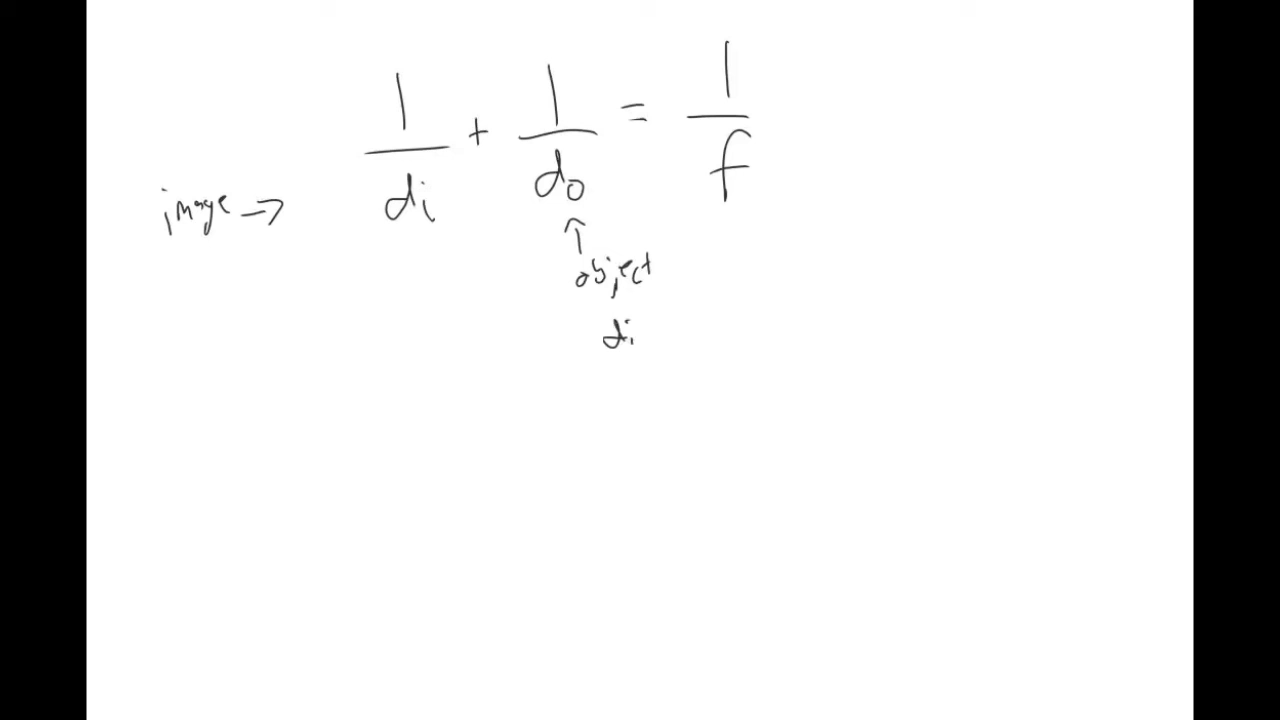 1/di + 1/do = 1/f
image →
↑
object
di